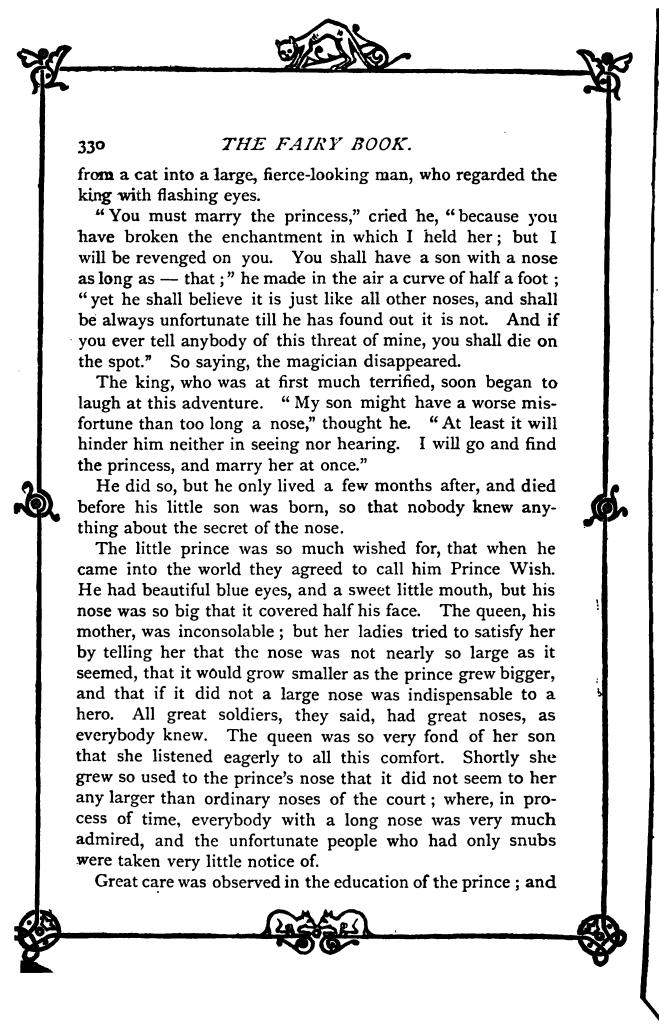 330 THE FAIRY BOOK.
from a cat into a large, fierce-looking man, who regarded the
king with flashing eyes.
“ You must marry the princess,” cried he, “ because you
have broken the enchantment in which I held her ; but I
will be revenged on you. You shall have a son with a nose
as long as — that ; ” he made in the air a curve of half a foot ;
“ yet he shall believe it is just like all other noses, and shall
be always unfortunate till he has found out it is not. And if
you ever tell anybody of this threat of mine, you shall die on
the spot.” So saying, the magician disappeared.
The king, who was at first much terrified, soon began to
laugh at this adventure. “ My son might have a worse mis-
fortune than too long a nose,” thought he. “ At least it will
hinder him neither in seeing nor hearing. I will go and find
the princess, and marry her at once.”
He did so, but he only lived a few months after, and died
before his little son was born, so that nobody knew any-
thing about the secret of the nose.
The little prince was so much wished for, that when he
came into the world they agreed to call him Prince Wish.
He had beautiful blue eyes, and a sweet little mouth, but his
nose was so big that it covered half his face. The queen, his
mother, was inconsolable ; but her ladies tried to satisfy her
by telling her that the nose was not nearly so large as it
seemed, that it would grow smaller as the prince grew bigger,
and that if it did not a large nose was indispensable to a
hero. All great soldiers, they said, had great noses, as
everybody knew. The queen was so very fond of her son
that she listened eagerly to all this comfort. Shortly she
grew so used to the prince’s nose that it did not seem to her
any larger than ordinary noses of the court ; where, in pro-
cess of time, everybody with a long nose was very much
admired, and the unfortunate people who had only snubs
were taken very little notice of.
Great care was observed in the education of the prince ; and